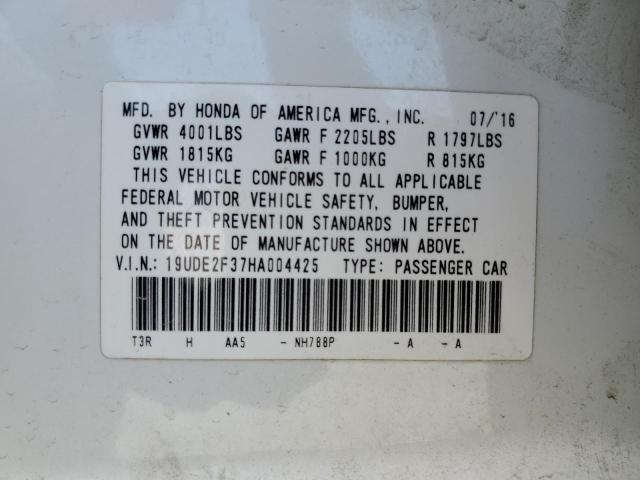 MFD. BY HONDA OF AMERICA MFG., INC. 07/'16
GVWR 4001LBS GAWR F 2205LBS R 1797LBS
GVWR 1815KG GAWR F 1000KG R 815KG
THIS VEHICLE CONFORMS TO ALL APPLICABLE
FEDERAL MOTOR VEHICLE SAFETY, BUMPER,
AND THEFT PREVENTION STANDARDS IN EFFECT
ON THE DATE OF MANUFACTURE SHOWN ABOVE.
V.I.N.: 19UDE2F37HA004425 TYPE: PASSENGER CAR
T3R H AA5 - NH788P - A - A